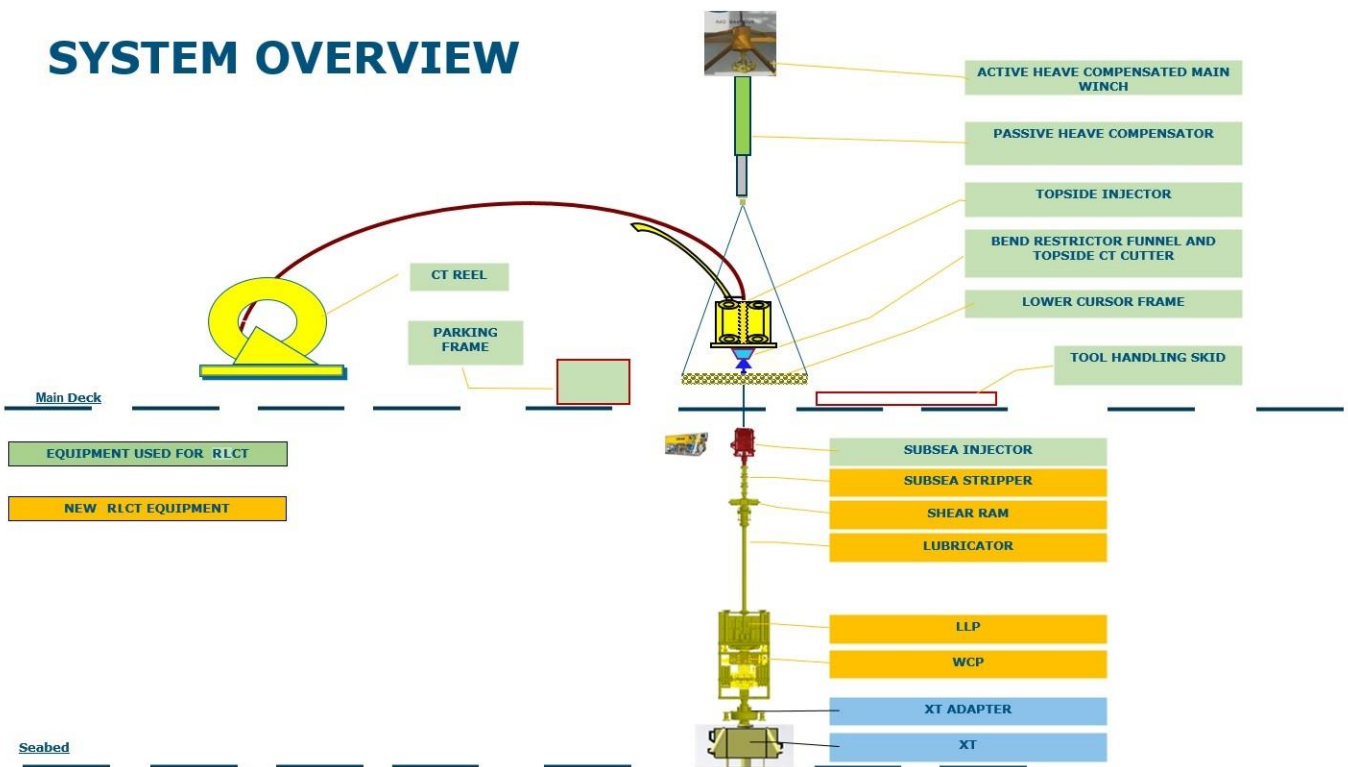 SYSTEM OVERVIEW
ACTIVE HEAVE COMPENSATED MAIN
WINCH
PASSIVE HEAVE COMPENSATOR
TOPSIDE INJECTOR
BEND RESTRICTOR FUNNEL AND
TOPSIDE CT CUTTER
LOWER CURSOR FRAME
TOOL HANDLING SKID
CT REEL
PARKING
FRAME
Main Deck
EQUIPMENT USED FOR RLCT
NEW RLCT EQUIPMENT
SUBSEA INJECTOR
SUBSEA STRIPPER
SHEAR RAM
LUBRICATOR
LLP
WCP
XT ADAPTER
XT
Seabed